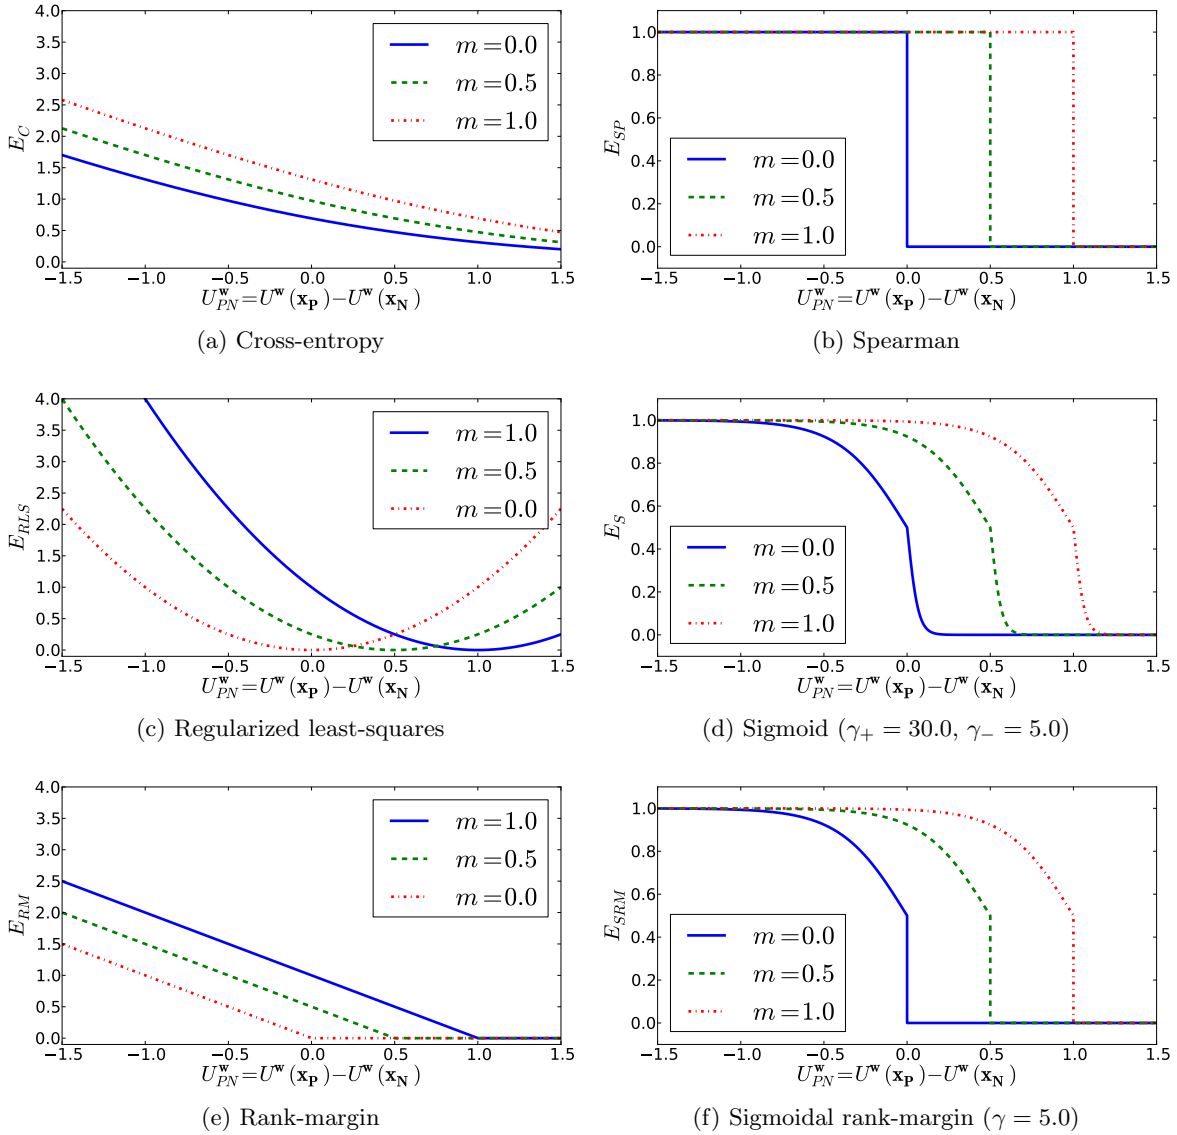 4.0
3.5
3.0
2.5
2.0
1.5
1.0
0.5
0.0
E_C
m=0.0
m=0.5
m=1.0
−1.5 −1.0 −0.5 0.0 0.5 1.0 1.5
U^w_PN=U^w(x_P)−U^w(x_N)
(a) Cross-entropy
1.0
0.8
0.6
0.4
0.2
0.0
E_SP
m=0.0
m=0.5
m=1.0
−1.5 −1.0 −0.5 0.0 0.5 1.0 1.5
U^w_PN=U^w(x_P)−U^w(x_N)
(b) Spearman
4.0
3.5
3.0
2.5
2.0
1.5
1.0
0.5
0.0
E_RLS
m=1.0
m=0.5
m=0.0
−1.5 −1.0 −0.5 0.0 0.5 1.0 1.5
U^w_PN=U^w(x_P)−U^w(x_N)
(c) Regularized least-squares
1.0
0.8
0.6
0.4
0.2
0.0
E_S
m=0.0
m=0.5
m=1.0
−1.5 −1.0 −0.5 0.0 0.5 1.0 1.5
U^w_PN=U^w(x_P)−U^w(x_N)
(d) Sigmoid (γ+ = 30.0, γ− = 5.0)
4.0
3.5
3.0
2.5
2.0
1.5
1.0
0.5
0.0
E_RM
m=1.0
m=0.5
m=0.0
−1.5 −1.0 −0.5 0.0 0.5 1.0 1.5
U^w_PN=U^w(x_P)−U^w(x_N)
(e) Rank-margin
1.0
0.8
0.6
0.4
0.2
0.0
E_SRM
m=0.0
m=0.5
m=1.0
−1.5 −1.0 −0.5 0.0 0.5 1.0 1.5
U^w_PN=U^w(x_P)−U^w(x_N)
(f) Sigmoidal rank-margin (γ = 5.0)